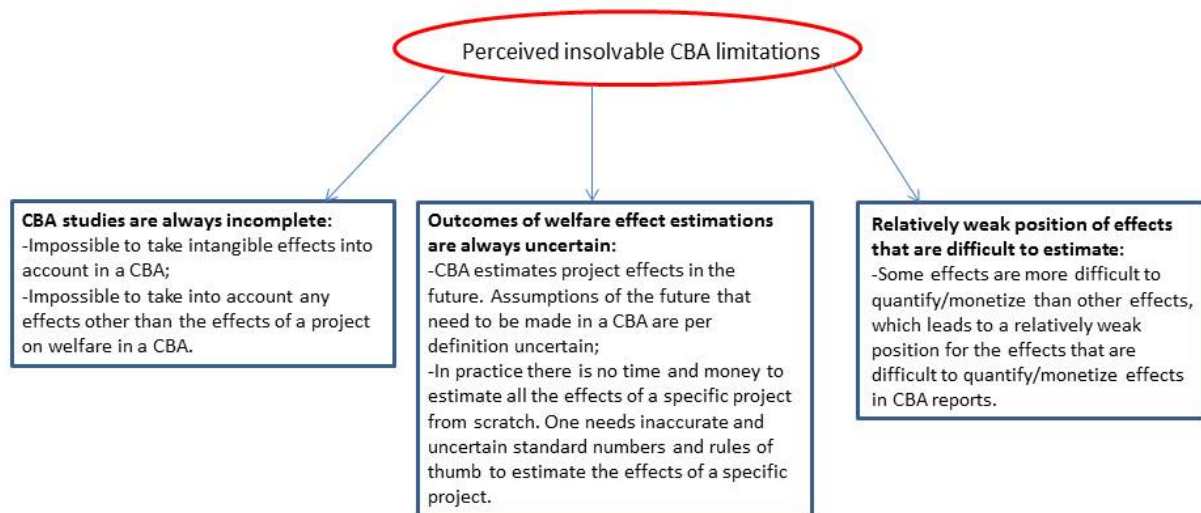 Perceived insolvable CBA limitations
CBA studies are always incomplete:
-Impossible to take intangible effects into
account in a CBA;
-Impossible to take into account any
effects other than the effects of a project
on welfare in a CBA.
Outcomes of welfare effect estimations
are always uncertain:
-CBA estimates project effects in the
future. Assumptions of the future that
need to be made in a CBA are per
definition uncertain;
-In practice there is no time and money to
estimate all the effects of a specific project
from scratch. One needs inaccurate and
uncertain standard numbers and rules of
thumb to estimate the effects of a specific
project.
Relatively weak position of effects
that are difficult to estimate:
-Some effects are more difficult to
quantify/monetize than other effects,
which leads to a relatively weak
position for the effects that are
difficult to quantify/monetize effects
in CBA reports.